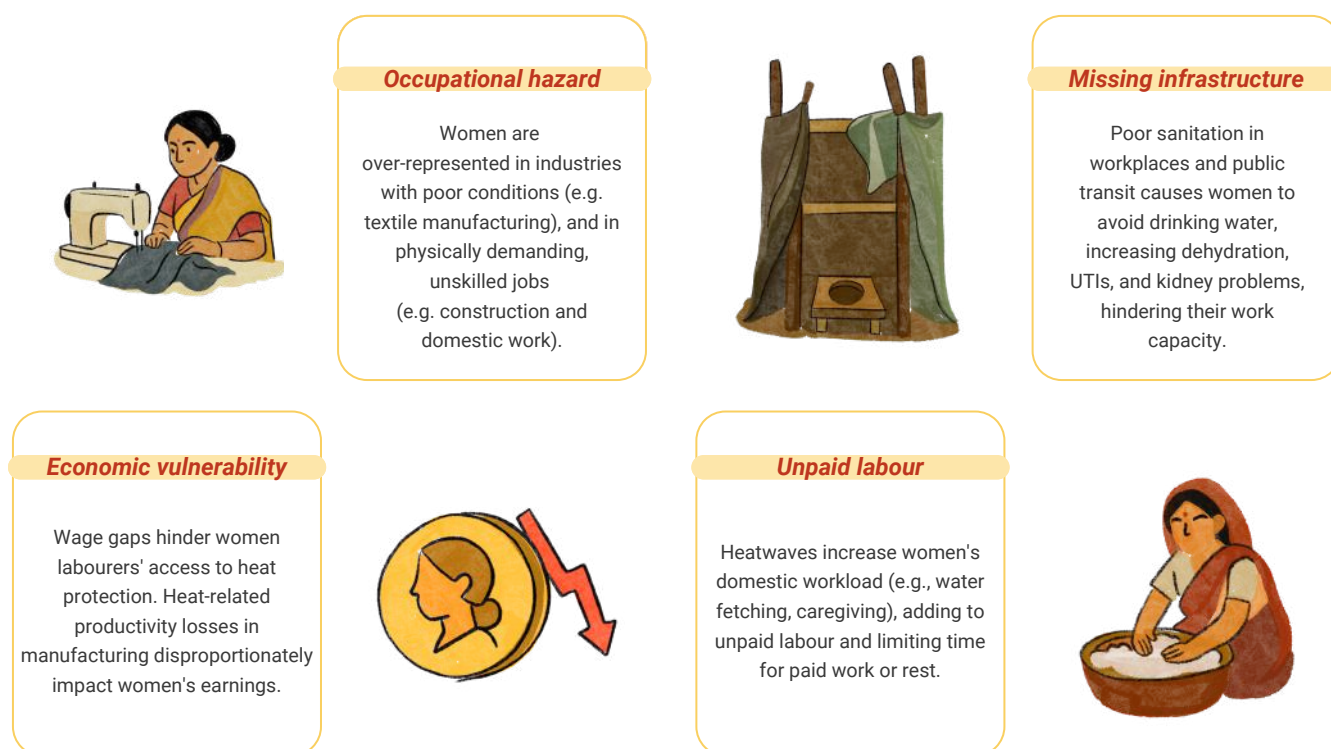 Occupational hazard
Women are
over-represented in industries
with poor conditions (e.g.
textile manufacturing), and in
physically demanding,
unskilled jobs
(e.g. construction and
domestic work).
Missing infrastructure
Poor sanitation in
workplaces and public
transit causes women to
avoid drinking water,
increasing dehydration,
UTIs, and kidney problems,
hindering their work
capacity.
Economic vulnerability
Wage gaps hinder women
labourers' access to heat
protection. Heat-related
productivity losses in
manufacturing disproportionately
impact women's earnings.
Unpaid labour
Heatwaves increase women's
domestic workload (e.g., water
fetching, caregiving), adding to
unpaid labour and limiting time
for paid work or rest.